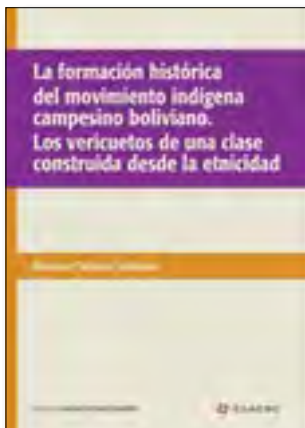 La formación histórica
del movimiento indígena
campesino boliviano.
Los vericuetos de una clase
construida desde la etnicidad
CLACSO